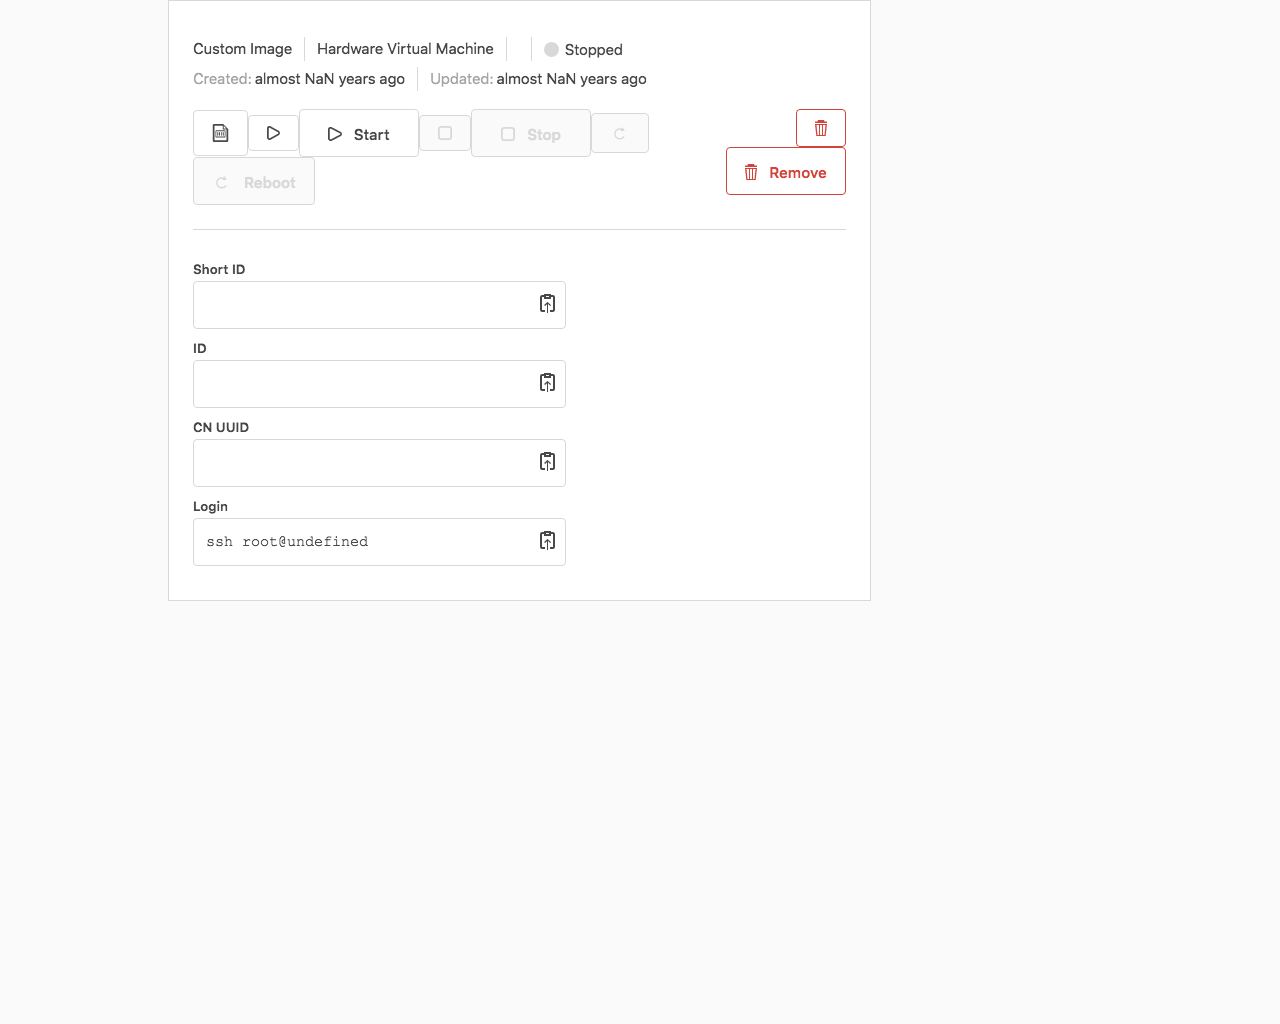 Custom Image Hardware Virtual Machine Stopped
Created: almost NaN years ago Updated: almost NaN years ago
Start Stop
Reboot
Remove
Short ID
ID
CN UUID
Login
ssh root@undefined